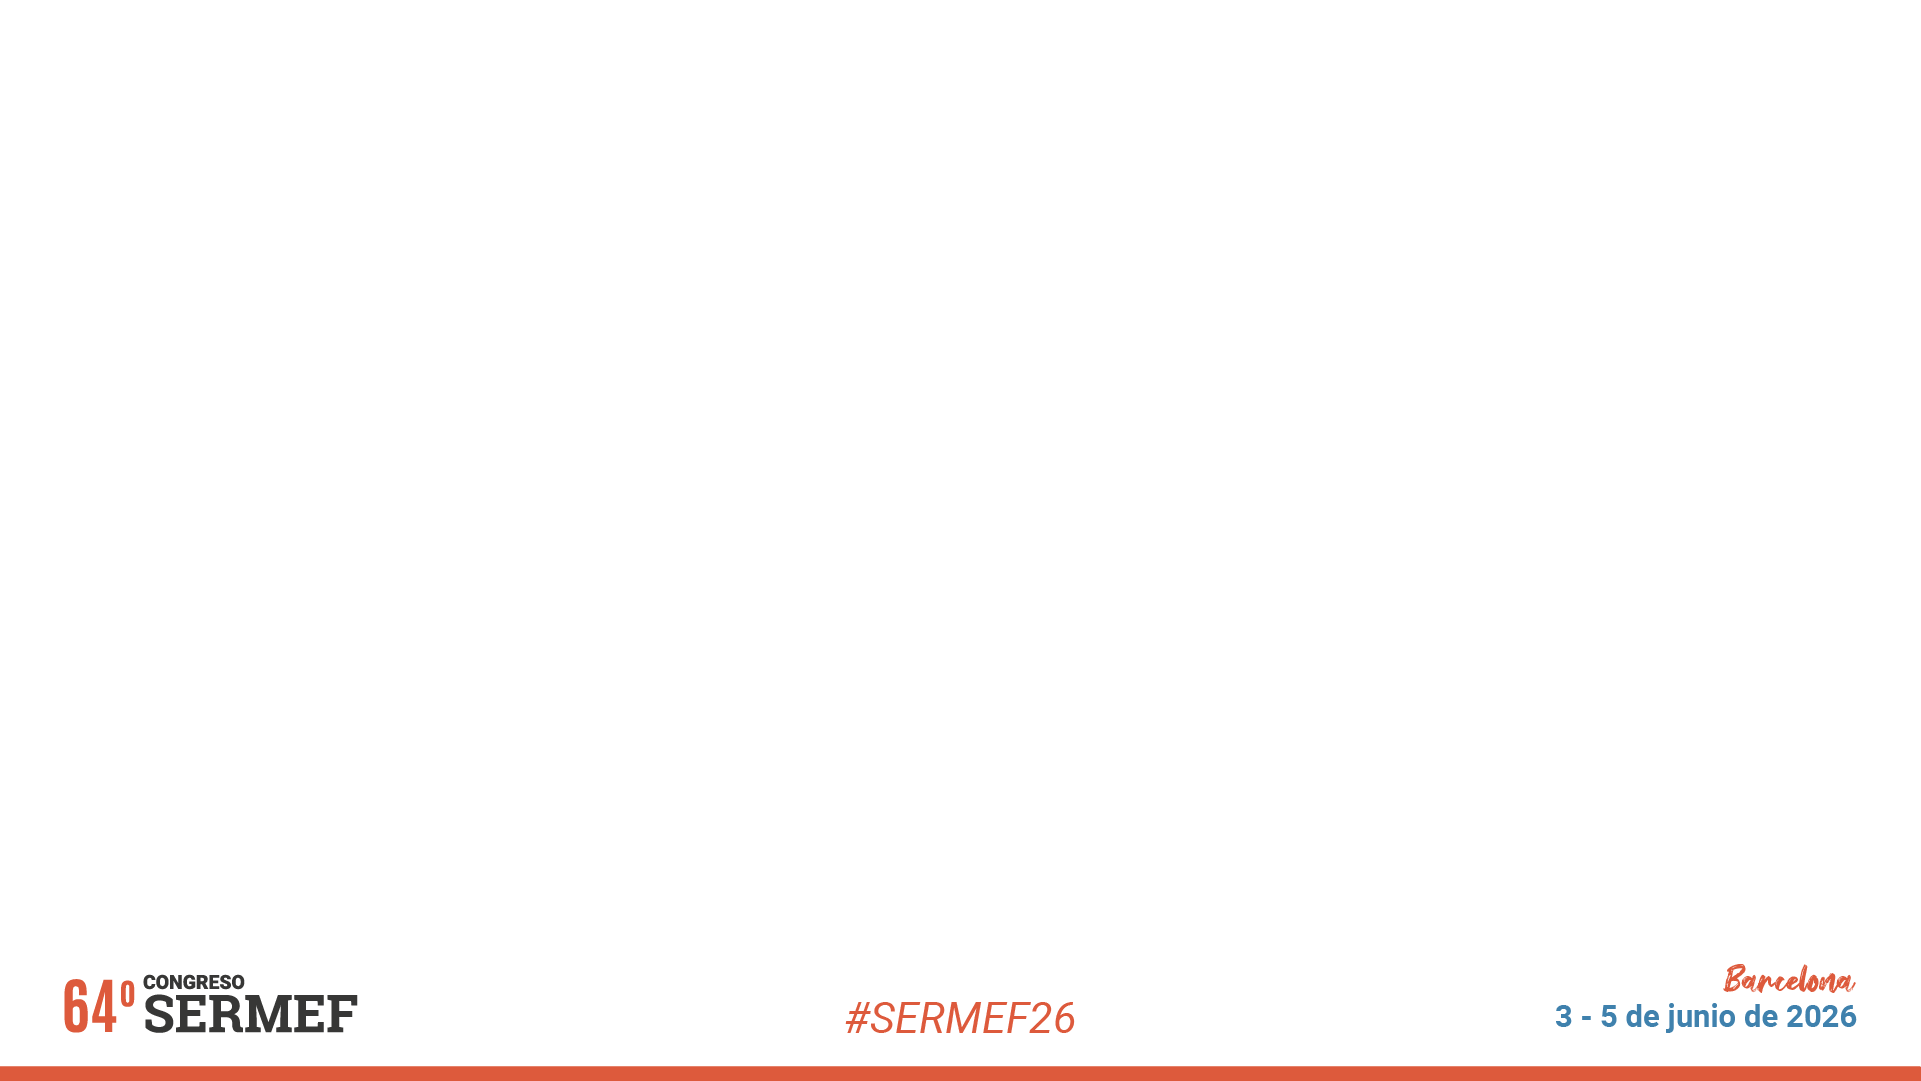 64º CONGRESO
SERMEF
#SERMEF26
Barcelona
3 - 5 de junio de 2026